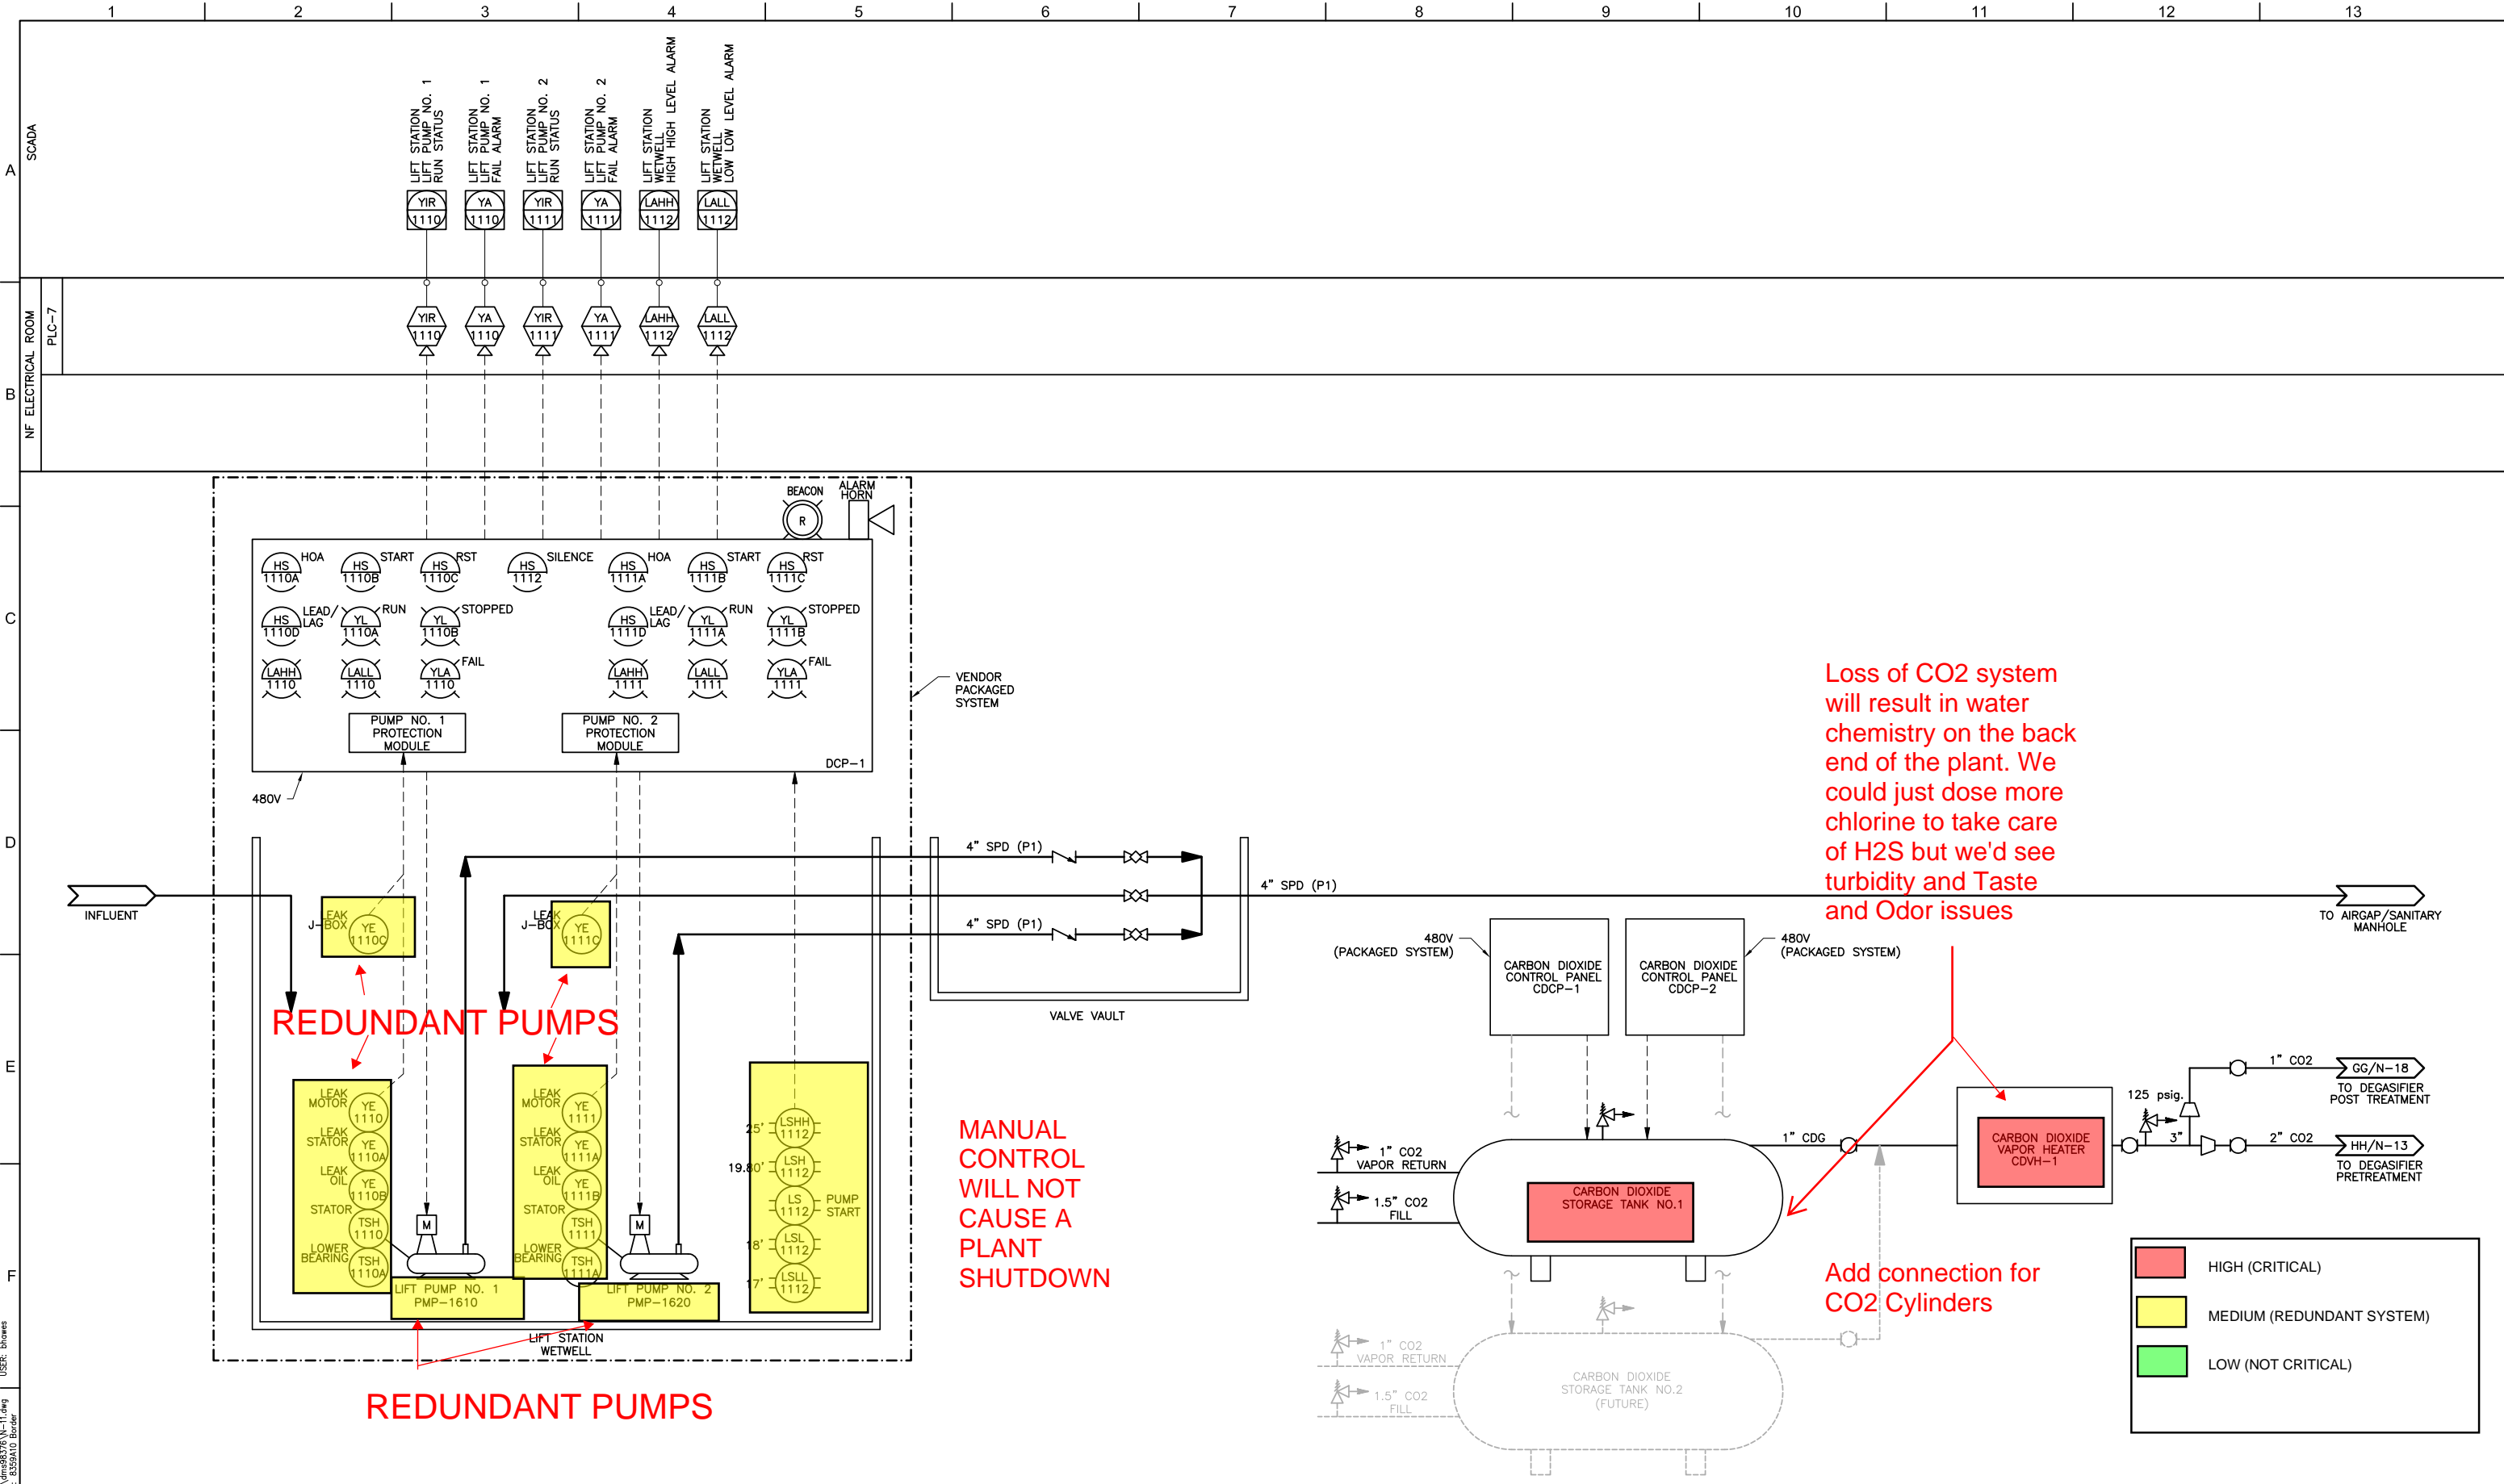 1 2 3 4 5 6 7 8 9 10 11 12 13
A
B
C
D
E
F
SCADA
NF ELECTRICAL ROOM
PLC-7
LIFT STATION
LIFT PUMP NO. 1
RUN STATUS
LIFT STATION
LIFT PUMP NO. 1
FAIL ALARM
LIFT STATION
LIFT PUMP NO. 2
RUN STATUS
LIFT STATION
LIFT PUMP NO. 2
FAIL ALARM
LIFT STATION
WETWELL
HIGH HIGH LEVEL ALARM
LIFT STATION
WETWELL
LOW LOW LEVEL ALARM
YIR YA YIR YA LAHH LALL
1110 1110 1111 1111 1112 1112
YIR YA YIR YA LAHH LALL
1110 1110 1111 1111 1112 1112
BEACON
R
ALARM
HORN
HS
1110A
HOA
HS
1110B
START
HS
1110C
RST
HS
1112
SILENCE
HS
1111A
HOA
HS
1111B
START
HS
1111C
RST
HS
1110D
LEAD/
LAG
YL
1110A
RUN
YL
1110B
STOPPED
HS
1111D
LEAD/
LAG
YL
1111A
RUN
YL
1111B
STOPPED
LAHH
1110
LALL
1110
YLA
1110
FAIL
LAHH
1111
LALL
1111
YLA
1111
FAIL
PUMP NO. 1
PROTECTION
MODULE
PUMP NO. 2
PROTECTION
MODULE
DCP-1
480V
VENDOR
PACKAGED
SYSTEM
INFLUENT
LEAK
J-BOX
YE
1110C
LEAK
J-BOX
YE
1111C
REDUNDANT PUMPS
LEAK
MOTOR
YE
1110
LEAK
STATOR
YE
1110A
LEAK
OIL
YE
1110B
STATOR
TSH
1110
LOWER
BEARING
TSH
1110A
M
LIFT PUMP NO. 1
PMP-1610
LEAK
MOTOR
YE
1111
LEAK
STATOR
YE
1111A
LEAK
OIL
YE
1111B
STATOR
TSH
1111
LOWER
BEARING
TSH
1111A
M
LIFT PUMP NO. 2
PMP-1620
25'
LSHH
1112
19.80'
LSH
1112
LS
1112
PUMP
START
18'
LSL
1112
17'
LSLL
1112
LIFT STATION
WETWELL
REDUNDANT PUMPS
4" SPD (P1)
4" SPD (P1)
4" SPD (P1)
VALVE VAULT
MANUAL
CONTROL
WILL NOT
CAUSE A
PLANT
SHUTDOWN
TO AIRGAP/SANITARY
MANHOLE
Loss of CO2 system
will result in water
chemistry on the back
end of the plant. We
could just dose more
chlorine to take care
of H2S but we'd see
turbidity and Taste
and Odor issues
480V
(PACKAGED SYSTEM)
CARBON DIOXIDE
CONTROL PANEL
CDCP-1
CARBON DIOXIDE
CONTROL PANEL
CDCP-2
480V
(PACKAGED SYSTEM)
1" CO2
VAPOR RETURN
1.5" CO2
FILL
CARBON DIOXIDE
STORAGE TANK NO.1
1" CDG
CARBON DIOXIDE
VAPOR HEATER
CDVH-1
125 psig.
3"
1" CO2
GG/N-18
TO DEGASIFIER
POST TREATMENT
2" CO2
HH/N-13
TO DEGASIFIER
PRETREATMENT
Add connection for
CO2 Cylinders
1" CO2
VAPOR RETURN
1.5" CO2
FILL
CARBON DIOXIDE
STORAGE TANK NO.2
(FUTURE)
HIGH (CRITICAL)
MEDIUM (REDUNDANT SYSTEM)
LOW (NOT CRITICAL)
USER: bhowes
\dms98376\N-11.dwg
8359A10 Border